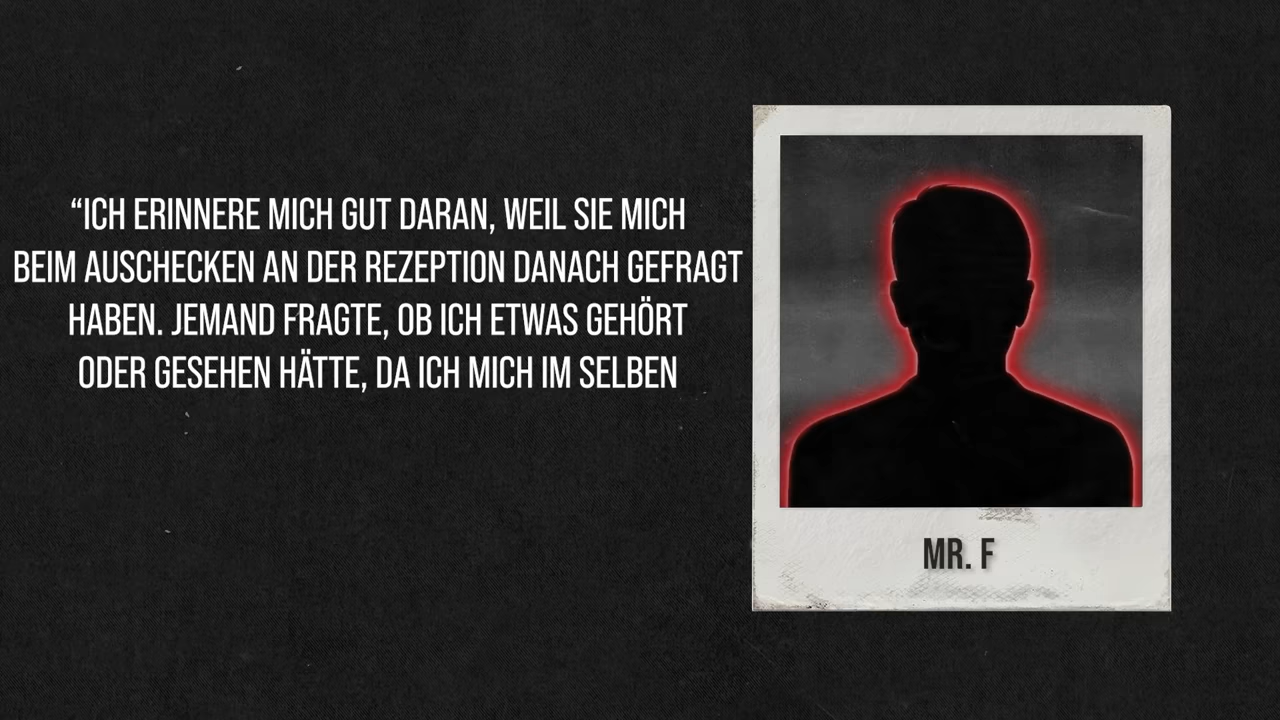 “ICH ERINNERE MICH GUT DARAN, WEIL SIE MICH
BEIM AUSCHECKEN AN DER REZEPTION DANACH GEFRAGT
HABEN. JEMAND FRAGTE, OB ICH ETWAS GEHÖRT
ODER GESEHEN HÄTTE, DA ICH MICH IM SELBEN
MR. F